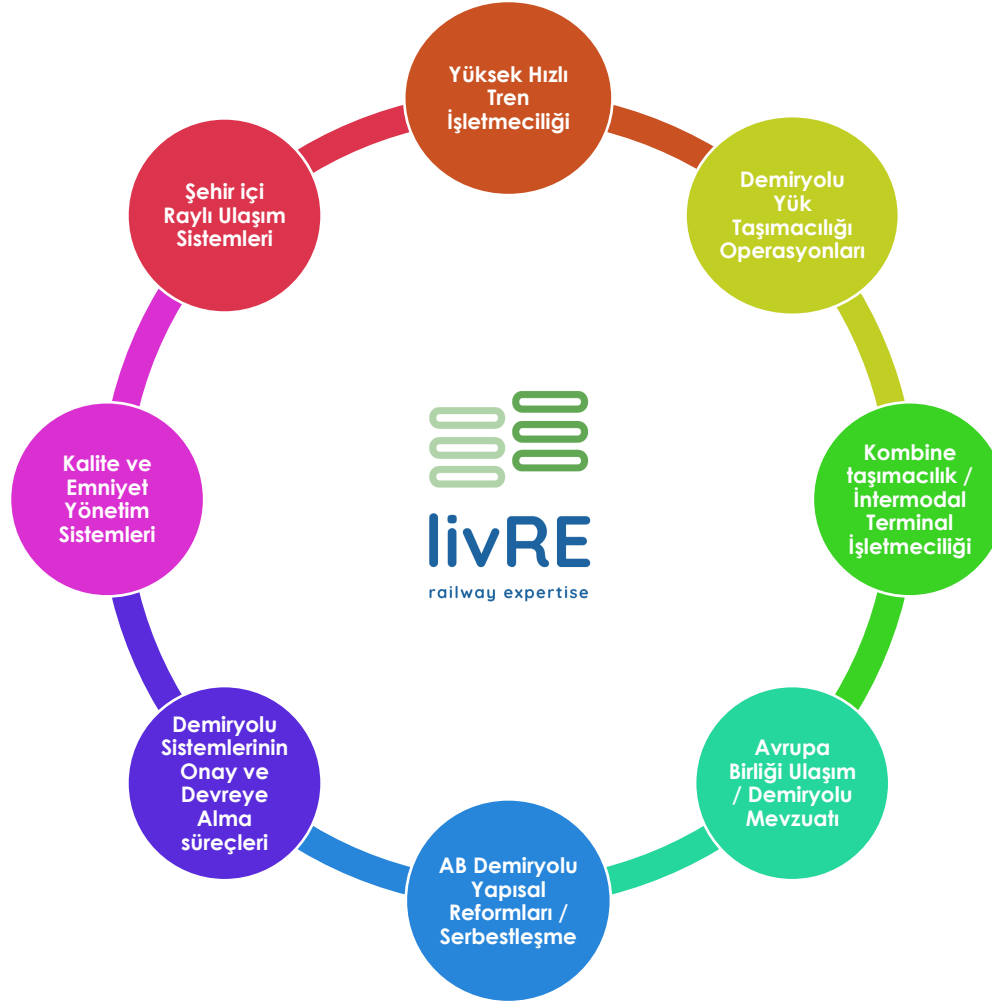 Yüksek Hızlı
Tren
İşletmeciliği
Demiryolu
Yük
Taşımacılığı
Operasyonları
Kombine
taşımacılık /
İntermodal
Terminal
İşletmeciliği
Avrupa
Birliği Ulaşım
/ Demiryolu
Mevzuatı
AB Demiryolu
Yapısal
Reformları /
Serbestleşme
Demiryolu
Sistemlerinin
Onay ve
Devreye
Alma
süreçleri
Kalite ve
Emniyet
Yönetim
Sistemleri
Şehir içi
Raylı Ulaşım
Sistemleri
livRE
railway expertise